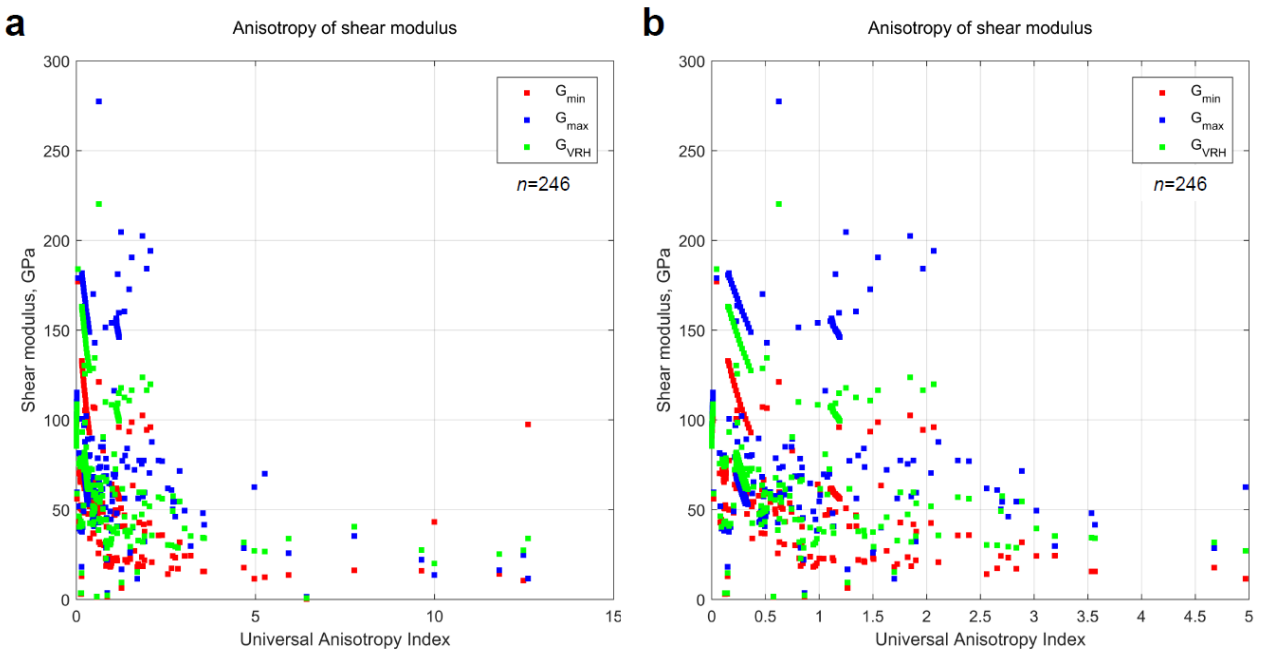 a
Anisotropy of shear modulus
300
250
200
150
100
50
0
Shear modulus, GPa
G_min
G_max
G_VRH
n=246
0
5
10
15
Universal Anisotropy Index
b
Anisotropy of shear modulus
300
250
200
150
100
50
0
Shear modulus, GPa
G_min
G_max
G_VRH
n=246
0
0.5
1
1.5
2
2.5
3
3.5
4
4.5
5
Universal Anisotropy Index